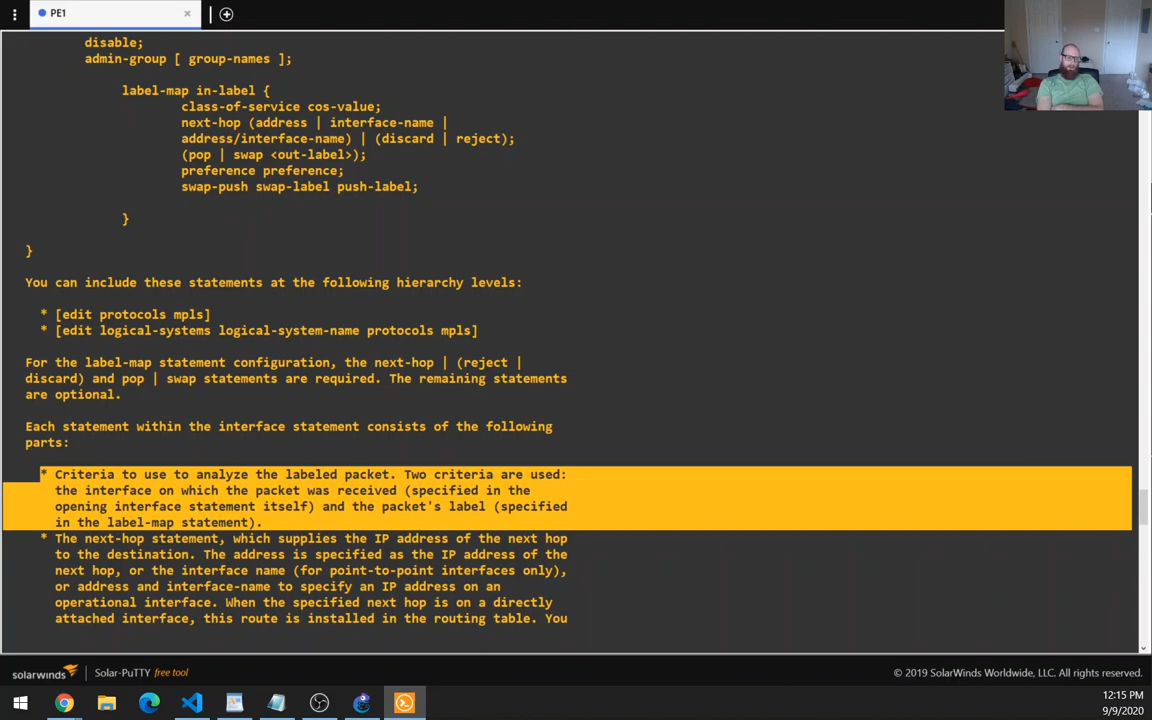 PE1
disable;
admin-group [ group-names ];
label-map in-label {
class-of-service cos-value;
next-hop (address | interface-name |
address/interface-name) | (discard | reject);
(pop | swap <out-label>);
preference preference;
swap-push swap-label push-label;
}
}
You can include these statements at the following hierarchy levels:
* [edit protocols mpls]
* [edit logical-systems logical-system-name protocols mpls]
For the label-map statement configuration, the next-hop | (reject |
discard) and pop | swap statements are required. The remaining statements
are optional.
Each statement within the interface statement consists of the following
parts:
* Criteria to use to analyze the labeled packet. Two criteria are used:
the interface on which the packet was received (specified in the
opening interface statement itself) and the packet's label (specified
in the label-map statement).
* The next-hop statement, which supplies the IP address of the next hop
to the destination. The address is specified as the IP address of the
next hop, or the interface name (for point-to-point interfaces only),
or address and interface-name to specify an IP address on an
operational interface. When the specified next hop is on a directly
attached interface, this route is installed in the routing table. You
solarwinds Solar-PuTTY free tool
© 2019 SolarWinds Worldwide, LLC. All rights reserved.
12:15 PM
9/9/2020